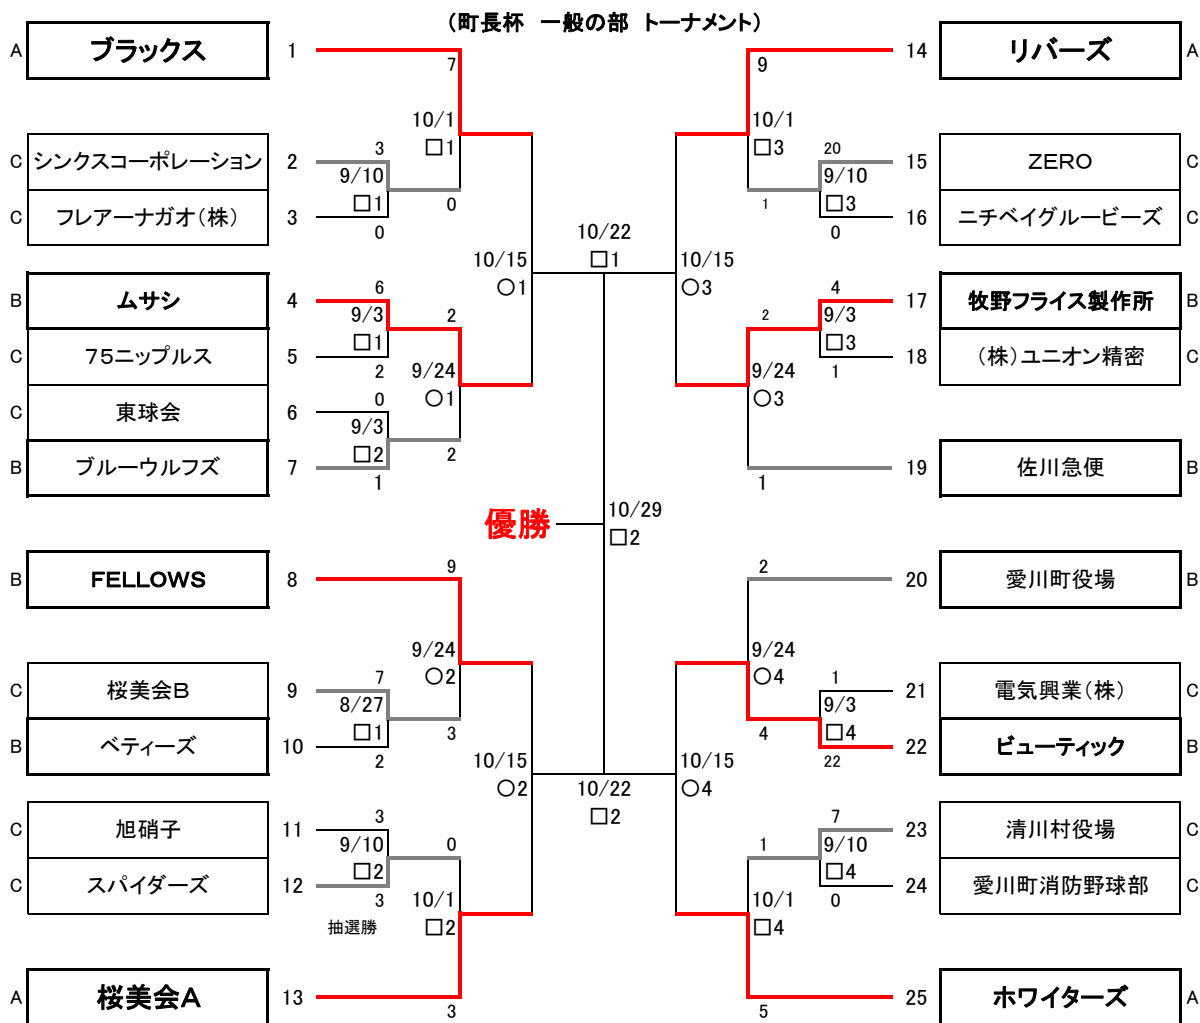 (町長杯 一般の部 トーナメント)
A ブラックス 1 7
10/1
□1
C シンクスコーポレーション 2 3
9/10
□1
C フレアーナガオ(株) 3 0
0
10/15
○1
B ムサシ 4 6
9/3
□1
C 75ニップルス 5 2
2
9/24
○1
C 東球会 6 0
9/3
□2
B ブルーウルフズ 7 1
2
B FELLOWS 8 9
9/24
○2
C 桜美会B 9 7
8/27
□1
B ベティーズ 10 2
3
10/15
○2
C 旭硝子 11 3
9/10
□2
C スパイダーズ 12 3
抽選勝
0
10/1
□2
A 桜美会A 13 3
10/22
□1
優勝
10/29
□2
10/22
□2
9 14 リバーズ A
10/1
□3
20 15 ZERO C
9/10
□3
0 16 ニチベイグルービーズ C
1
10/15
○3
4 17 牧野フライス製作所 B
9/3
□3
1 18 (株)ユニオン精密 C
2
9/24
○3
1 19 佐川急便 B
2 20 愛川町役場 B
9/24
○4
1 21 電気興業(株) C
9/3
□4
22 22 ビューティック B
4
10/15
○4
7 23 清川村役場 C
9/10
□4
0 24 愛川町消防野球部 C
1
10/1
□4
5 25 ホワイターズ A